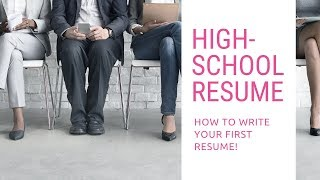 HIGH-
SCHOOL
RESUME
HOW TO WRITE
YOUR FIRST
RESUME!